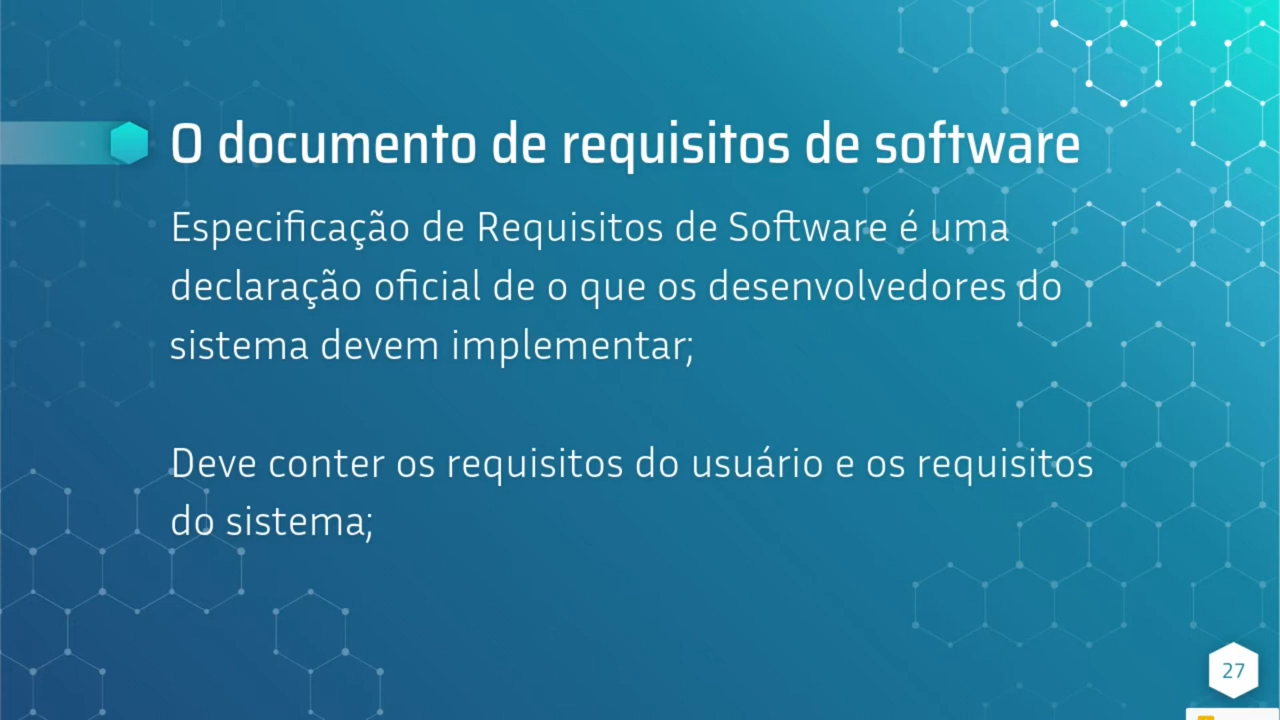 O documento de requisitos de software
Especificação de Requisitos de Software é uma
declaração oficial de o que os desenvolvedores do
sistema devem implementar;
Deve conter os requisitos do usuário e os requisitos
do sistema;
27